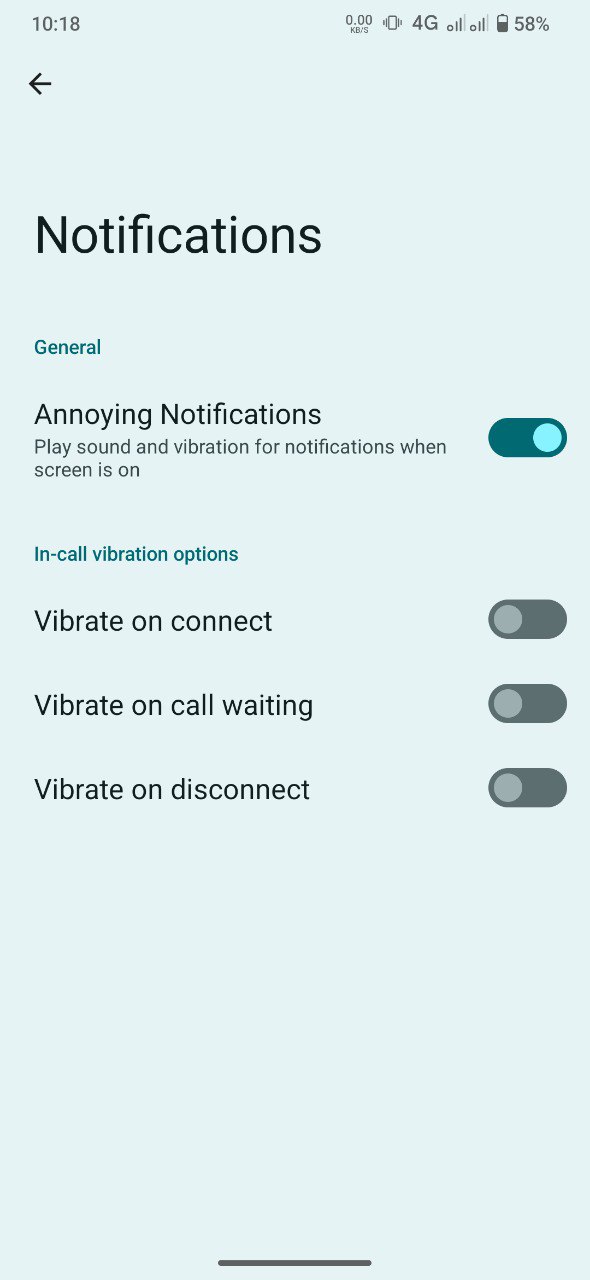 10:18 0.00 KB/S 4G 58%
Notifications
General
Annoying Notifications
Play sound and vibration for notifications when
screen is on
In-call vibration options
Vibrate on connect
Vibrate on call waiting
Vibrate on disconnect